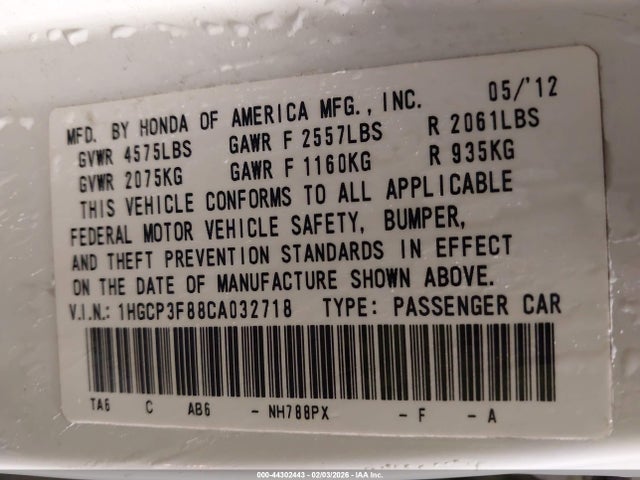 MFD. BY HONDA OF AMERICA MFG., INC. 05/'12
GVWR 4575LBS GAWR F 2557LBS R 2061LBS
GVWR 2075KG GAWR F 1160KG R 935KG
THIS VEHICLE CONFORMS TO ALL APPLICABLE
FEDERAL MOTOR VEHICLE SAFETY, BUMPER,
AND THEFT PREVENTION STANDARDS IN EFFECT
ON THE DATE OF MANUFACTURE SHOWN ABOVE.
V.I.N.: 1HGCP3F88CA032718 TYPE: PASSENGER CAR
TA6 C AB6 - NH788PX - F - A
000-44302443 - 02/03/2026 - IAAI.com